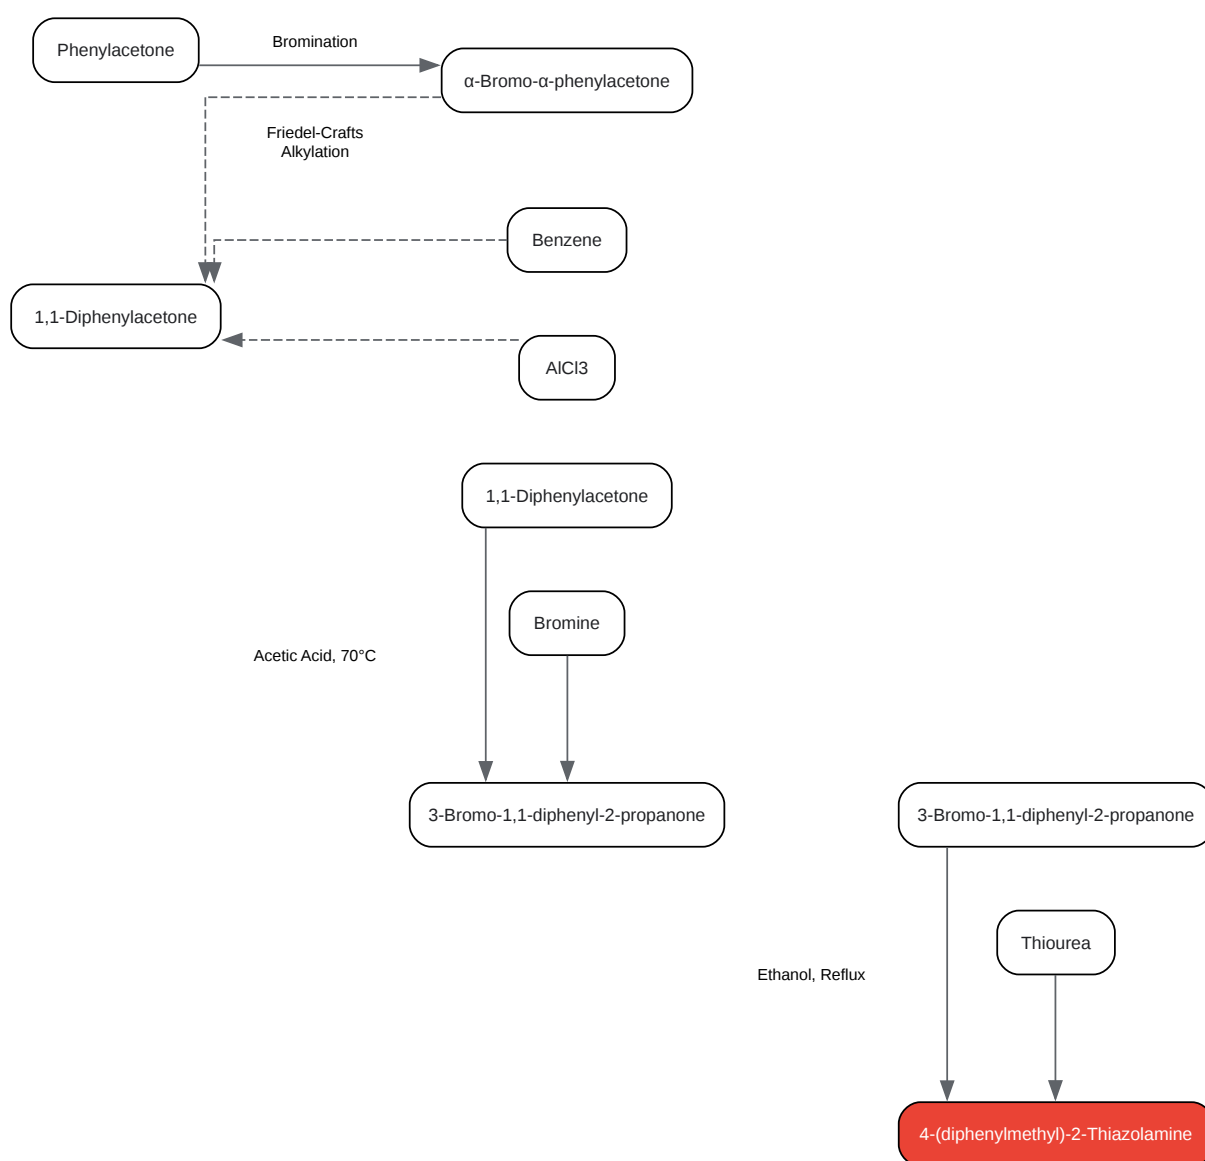 Phenylacetone
Bromination
α-Bromo-α-phenylacetone
Friedel-Crafts
Alkylation
Benzene
1,1-Diphenylacetone
AlCl3
1,1-Diphenylacetone
Bromine
Acetic Acid, 70°C
3-Bromo-1,1-diphenyl-2-propanone
3-Bromo-1,1-diphenyl-2-propanone
Thiourea
Ethanol, Reflux
4-(diphenylmethyl)-2-Thiazolamine